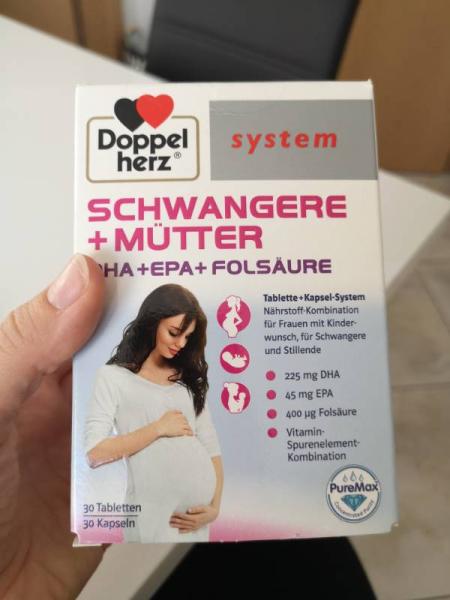 Doppel
herz®
system
SCHWANGERE
+ MÜTTER
DHA+EPA+ FOLSÄURE
Tablette+Kapsel-System
Nährstoff-Kombination
für Frauen mit Kinder-
wunsch, für Schwangere
und Stillende
225 mg DHA
45 mg EPA
400 µg Folsäure
Vitamin-
Spurenelement-
Kombination
30 Tabletten
30 Kapseln
PureMax
Concentrated Purity